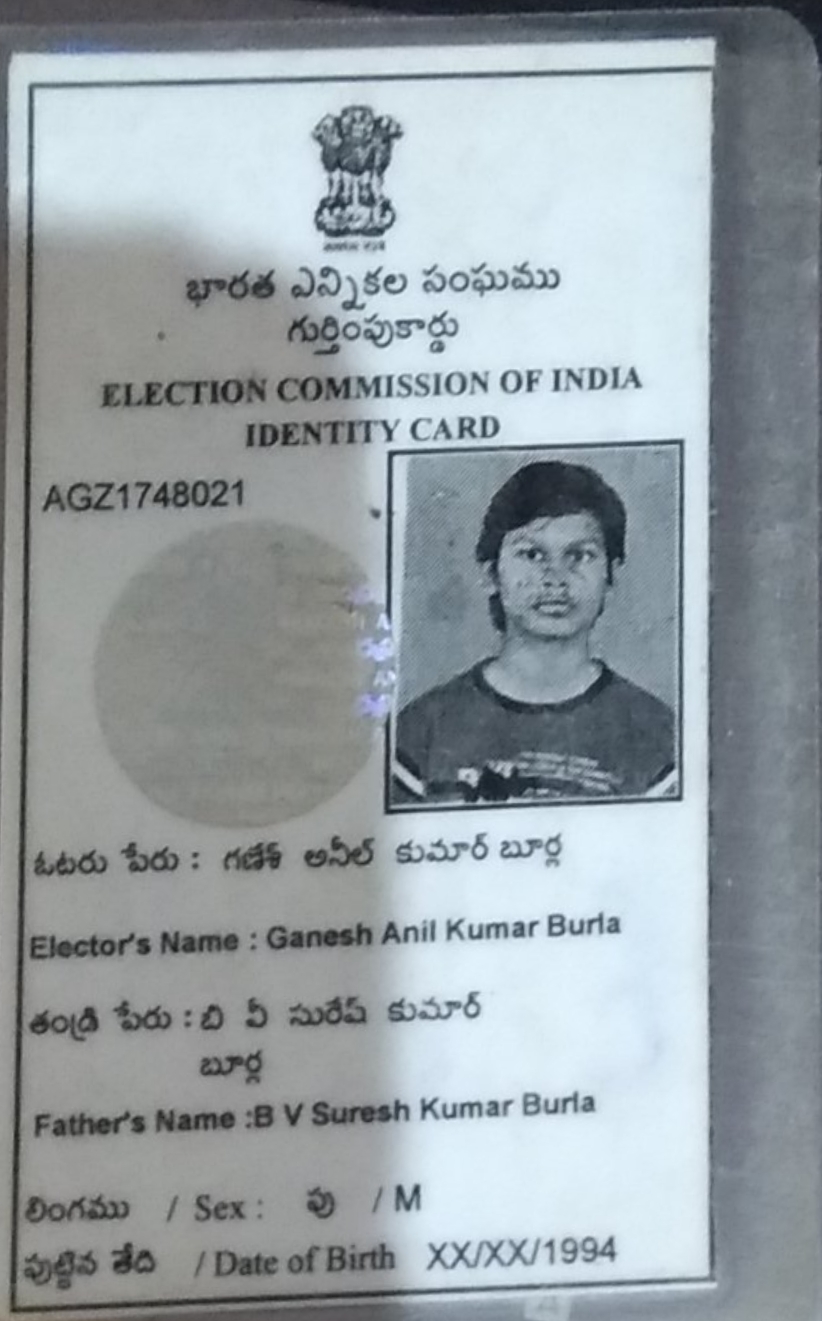 భారత ఎన్నికల సంఘము
గుర్తింపుకార్డు
ELECTION COMMISSION OF INDIA
IDENTITY CARD
AGZ1748021
ఓటరు పేరు : గణేశ్ అనీల్ కుమార్ బూర్ల
Elector's Name : Ganesh Anil Kumar Burla
తండ్రి పేరు : బి వీ సురేష్ కుమార్
బూర్ల
Father's Name :B V Suresh Kumar Burla
లింగము / Sex : పు / M
పుట్టిన తేది / Date of Birth XX/XX/1994